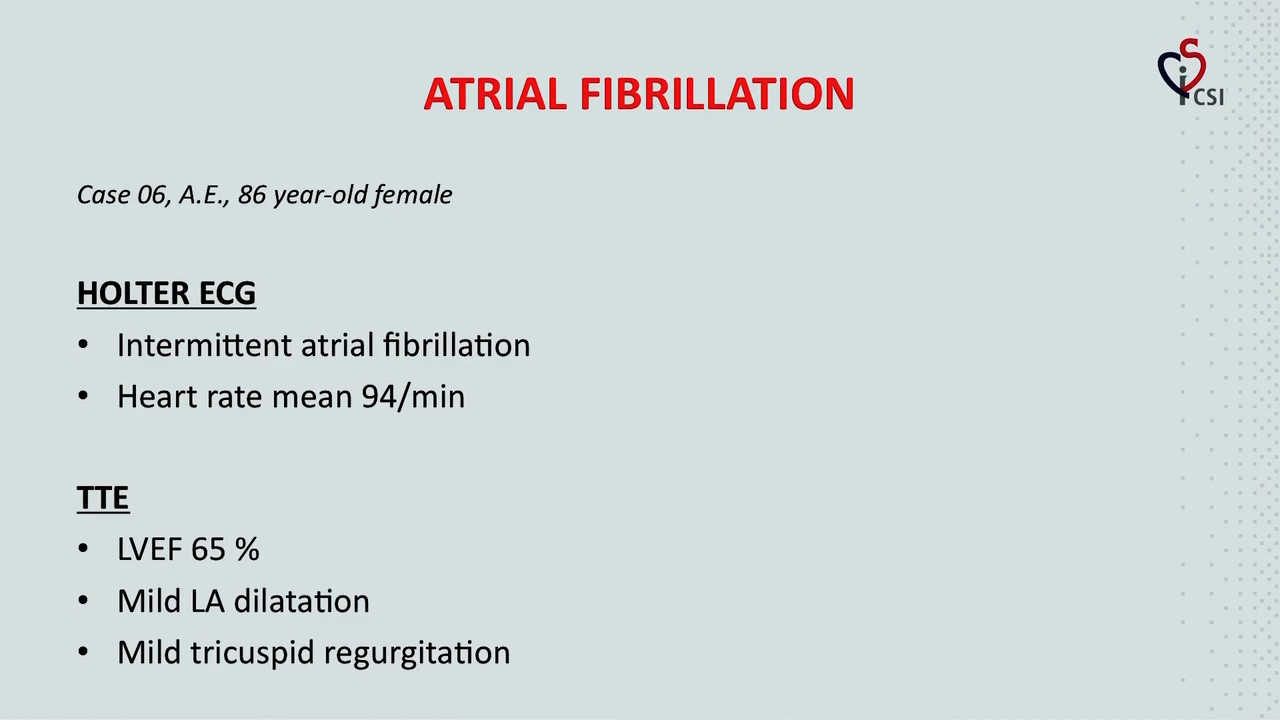 ATRIAL FIBRILLATION
CSI
Case 06, A.E., 86 year-old female
HOLTER ECG
• Intermittent atrial fibrillation
• Heart rate mean 94/min
TTE
• LVEF 65 %
• Mild LA dilatation
• Mild tricuspid regurgitation